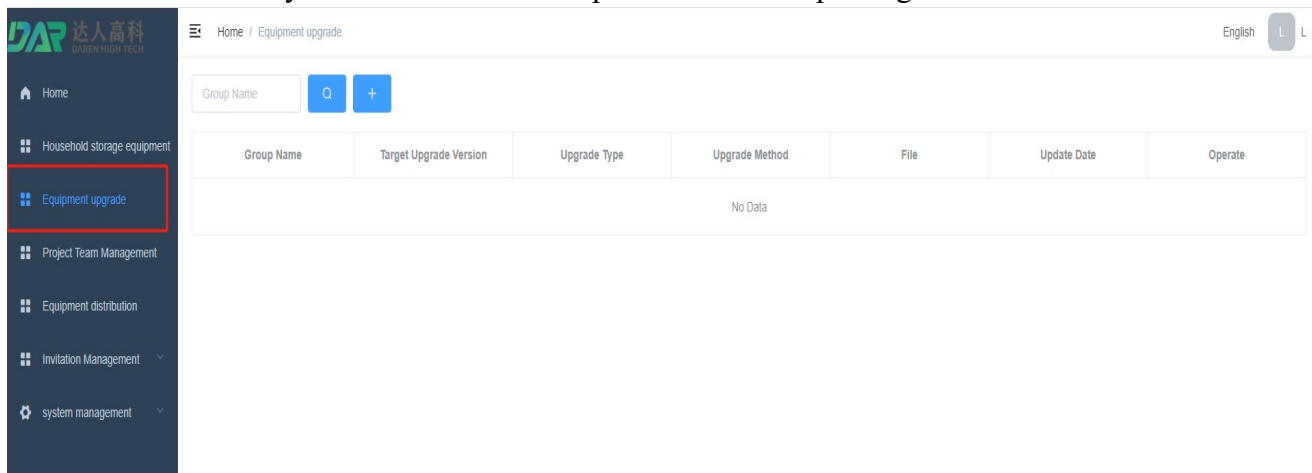 DAR 达人高科
DAREN HIGH TECH
Home / Equipment upgrade
English L L
Home
Household storage equipment
Equipment upgrade
Project Team Management
Equipment distribution
Invitation Management
system management
Group Name
Group Name Target Upgrade Version Upgrade Type Upgrade Method File Update Date Operate
No Data